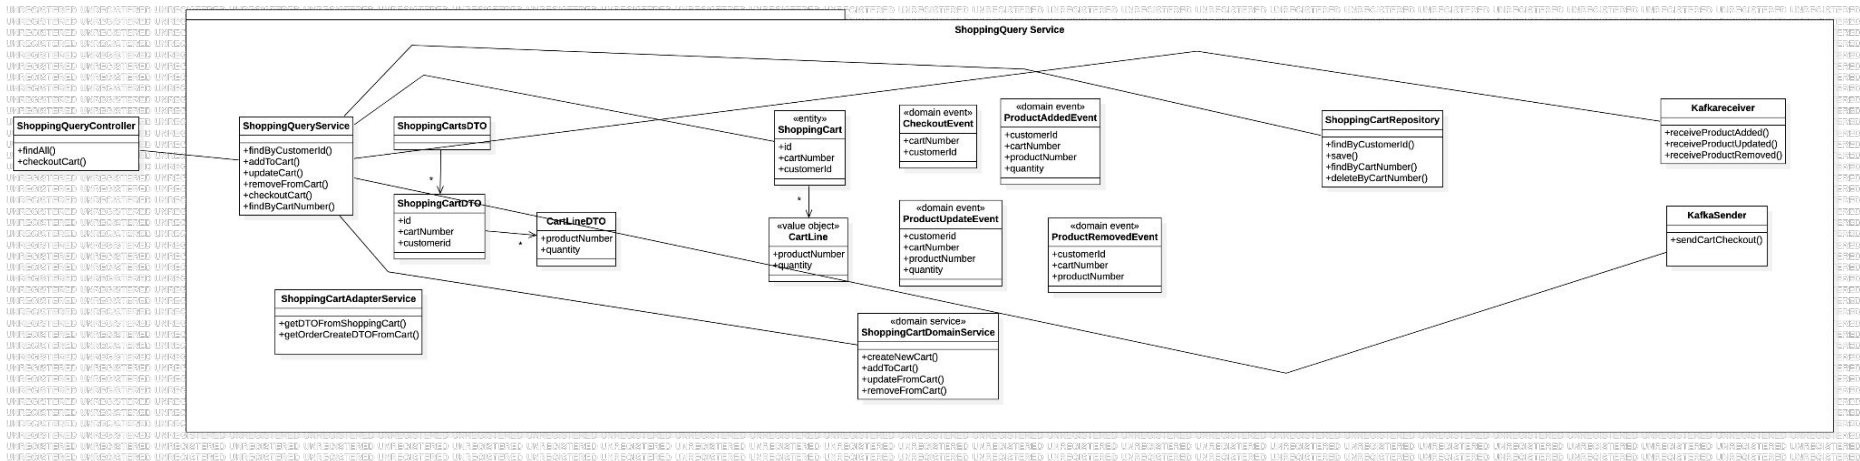 ShoppingQuery Service
ShoppingQueryController
+findAll()
+checkoutCart()
ShoppingQueryService
+findByCustomerId()
+addToCart()
+updateCart()
+removeFromCart()
+checkoutCart()
+findByCartNumber()
ShoppingCartsDTO
*
ShoppingCartDTO
+id
+cartNumber
+customerid
*
CartLineDTO
+productNumber
+quantity
ShoppingCartAdapterService
+getDTOFromShoppingCart()
+getOrderCreateDTOFromCart()
«entity»
ShoppingCart
+id
+cartNumber
+customerId
*
«value object»
CartLine
+productNumber
+quantity
«domain event»
CheckoutEvent
+cartNumber
+customerId
«domain event»
ProductAddedEvent
+customerId
+cartNumber
+productNumber
+quantity
«domain event»
ProductUpdateEvent
+customerid
+cartNumber
+productNumber
+quantity
«domain event»
ProductRemovedEvent
+customerId
+cartNumber
+productNumber
«domain service»
ShoppingCartDomainService
+createNewCart()
+addToCart()
+updateFromCart()
+removeFromCart()
ShoppingCartRepository
+findByCustomerId()
+save()
+findByCartNumber()
+deleteByCartNumber()
Kafkareceiver
+receiveProductAdded()
+receiveProductUpdated()
+receiveProductRemoved()
KafkaSender
+sendCartCheckout()
UNREGISTERED